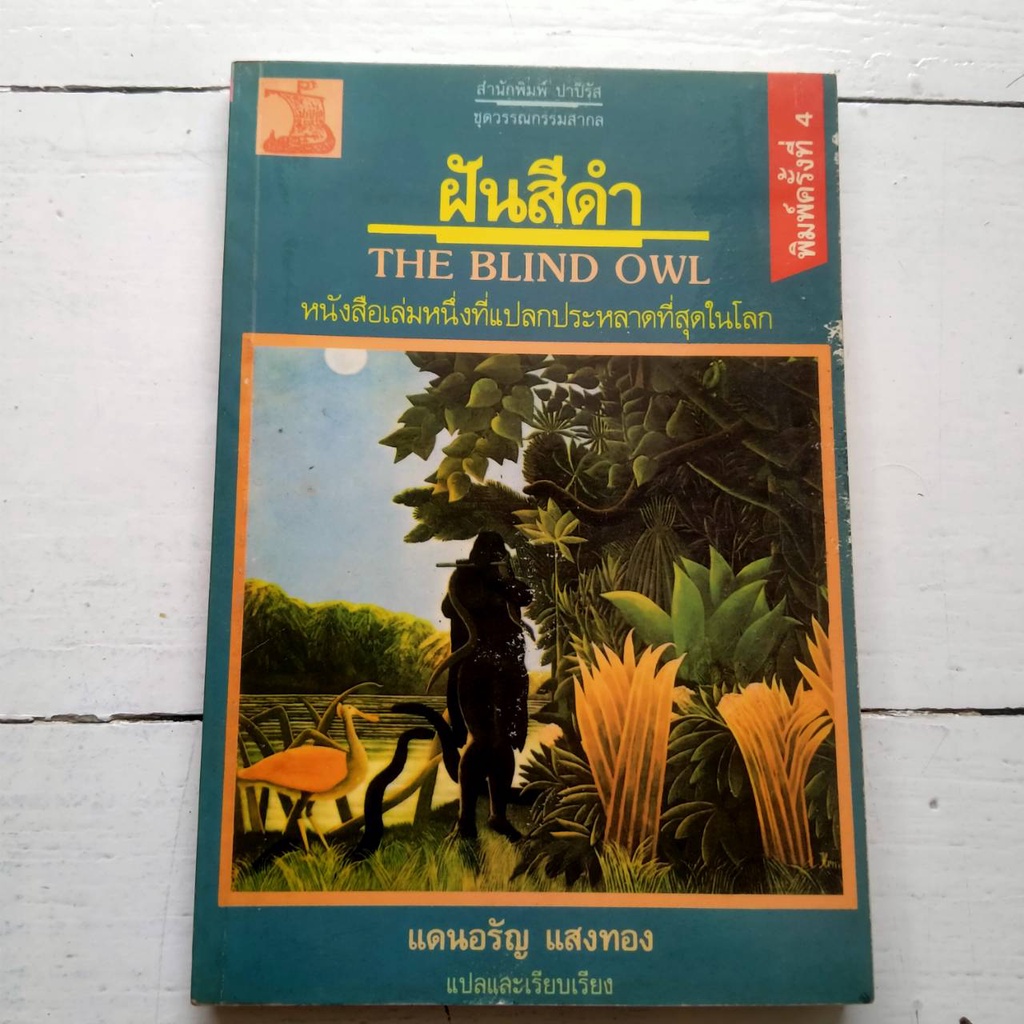 สำนักพิมพ์ ปาปิรัส
ชุดวรรณกรรมสากล
พิมพ์ครั้งที่ 4
ฝันสีดำ
THE BLIND OWL
หนังสือเล่มหนึ่งที่แปลกประหลาดที่สุดในโลก
แดนอรัญ แสงทอง
แปลและเรียบเรียง